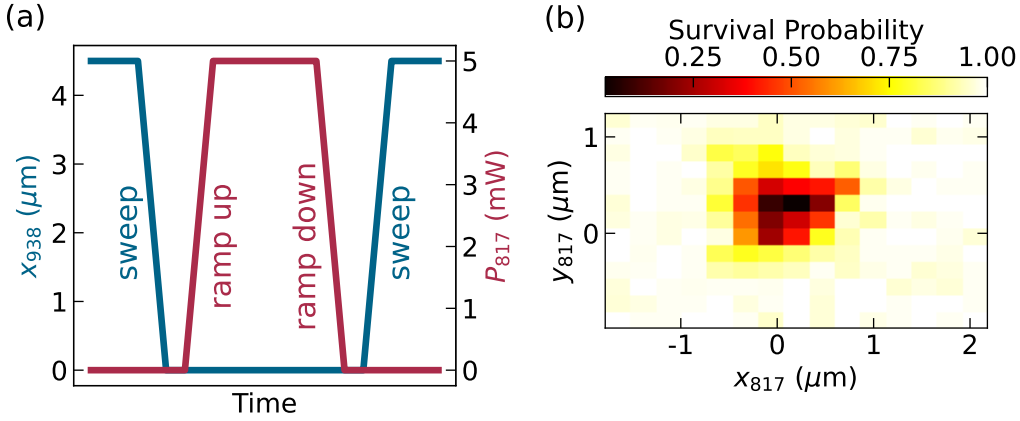 (a)
x938 (μm)
4
3
2
1
0
sweep
ramp up
ramp down
sweep
5
4
3
2
1
0
P817 (mW)
Time
(b)
Survival Probability
0.25 0.50 0.75 1.00
y817 (μm)
1
0
-1 0 1 2
x817 (μm)